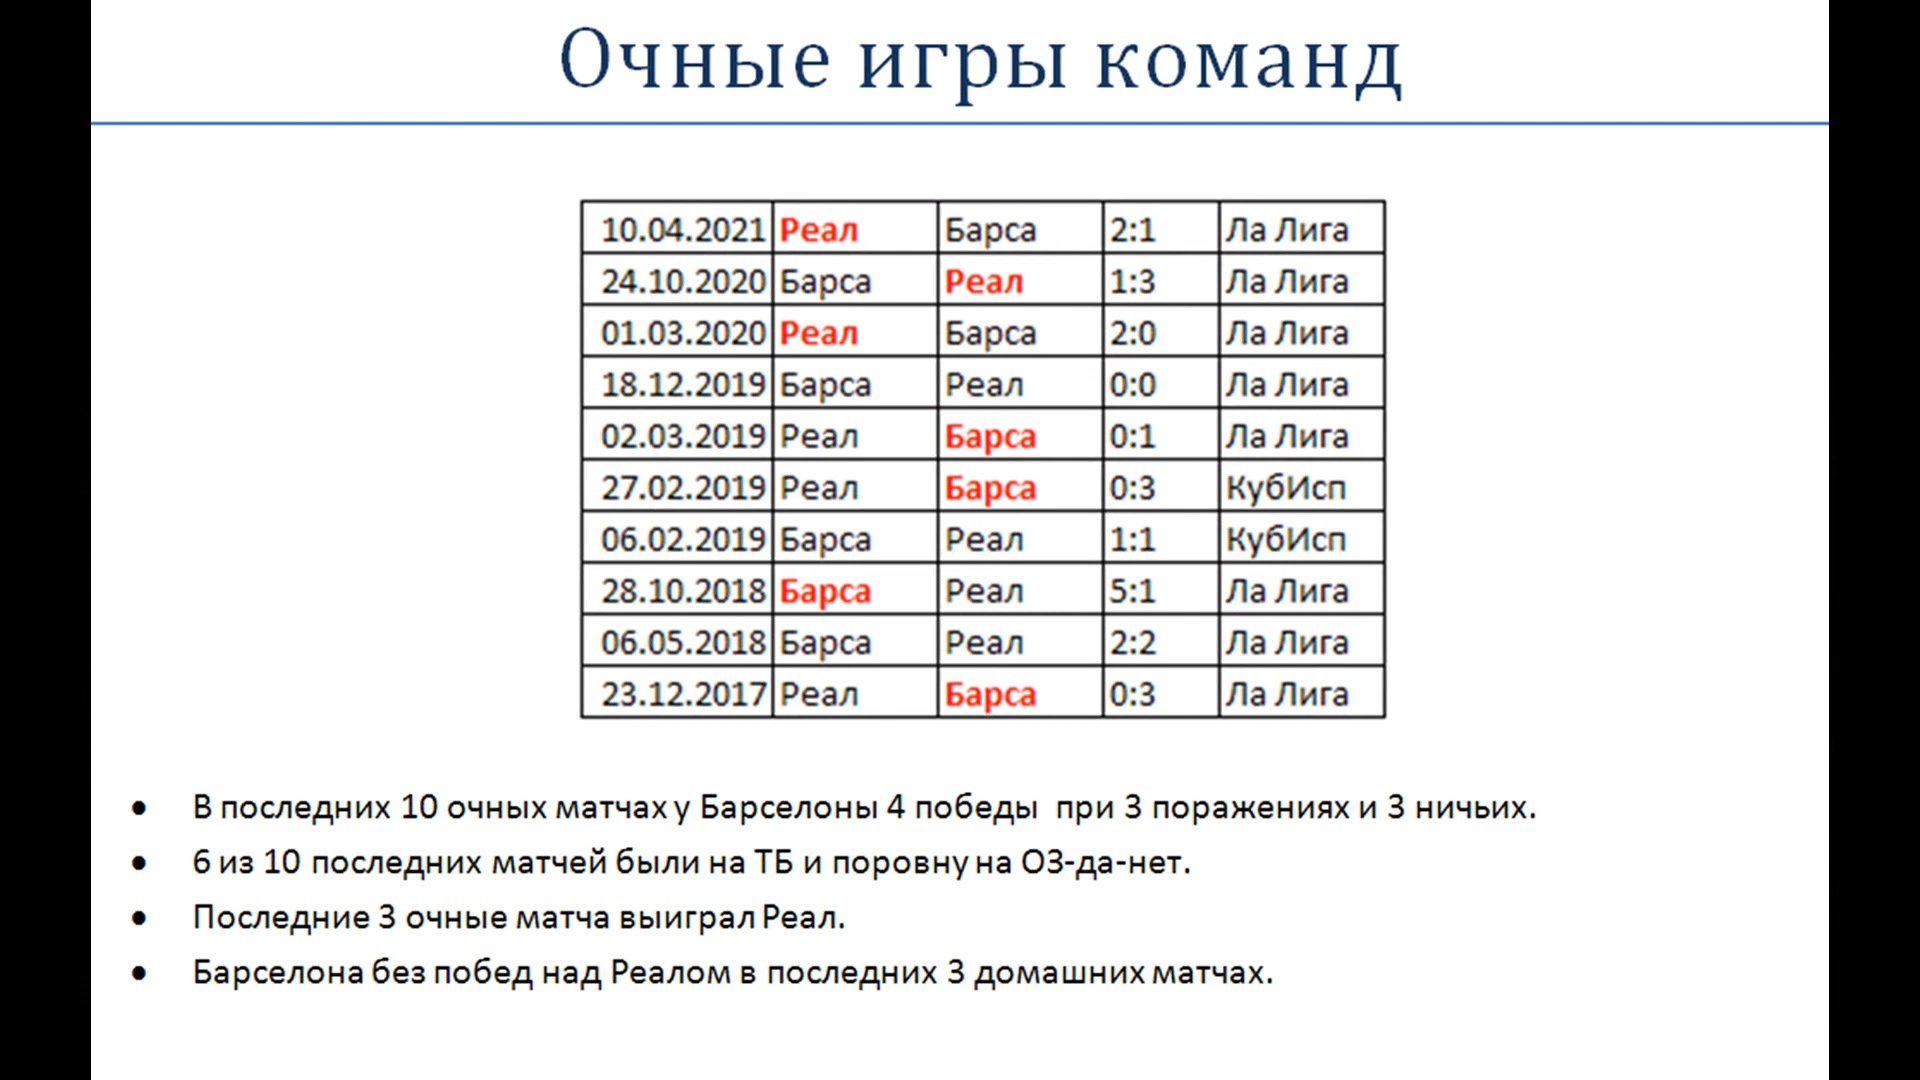 Очные игры команд
10.04.2021 Реал Барса 2:1 Ла Лига
24.10.2020 Барса Реал 1:3 Ла Лига
01.03.2020 Реал Барса 2:0 Ла Лига
18.12.2019 Барса Реал 0:0 Ла Лига
02.03.2019 Реал Барса 0:1 Ла Лига
27.02.2019 Реал Барса 0:3 КубИсп
06.02.2019 Барса Реал 1:1 КубИсп
28.10.2018 Барса Реал 5:1 Ла Лига
06.05.2018 Барса Реал 2:2 Ла Лига
23.12.2017 Реал Барса 0:3 Ла Лига
• В последних 10 очных матчах у Барселоны 4 победы при 3 поражениях и 3 ничьих.
• 6 из 10 последних матчей были на ТБ и поровну на ОЗ-да-нет.
• Последние 3 очные матча выиграл Реал.
• Барселона без побед над Реалом в последних 3 домашних матчах.